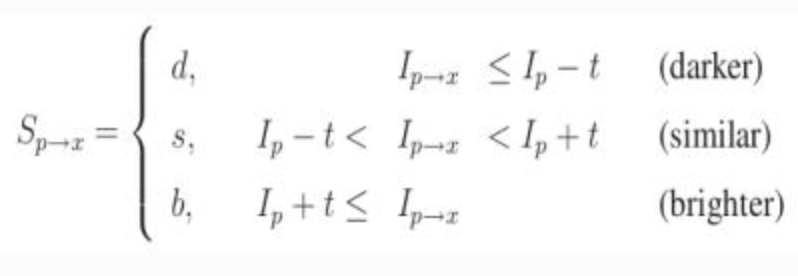 d, I_{p→x} ≤ I_p − t (darker)
S_{p→x} = { s, I_p − t < I_{p→x} < I_p + t (similar)
b, I_p + t ≤ I_{p→x} (brighter)